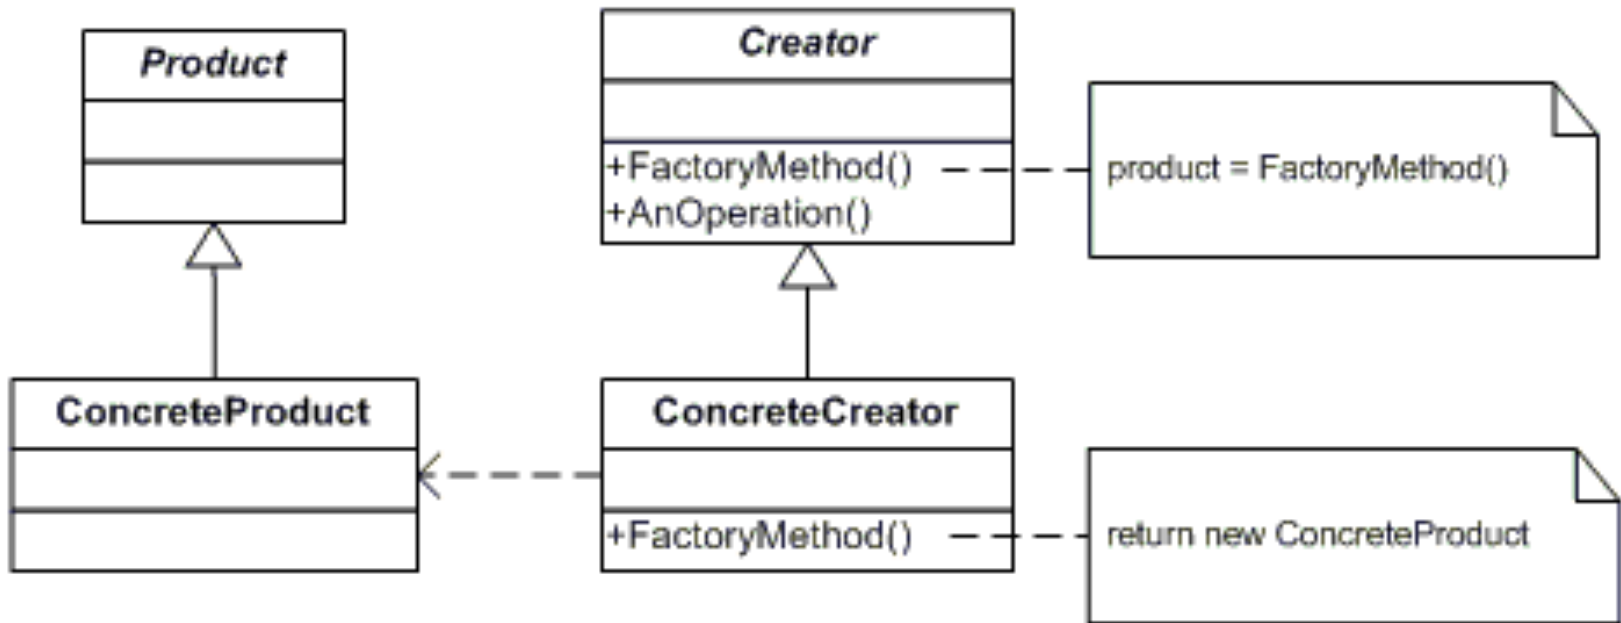 Product
Creator
+FactoryMethod()
+AnOperation()
product = FactoryMethod()
ConcreteProduct
ConcreteCreator
+FactoryMethod()
return new ConcreteProduct